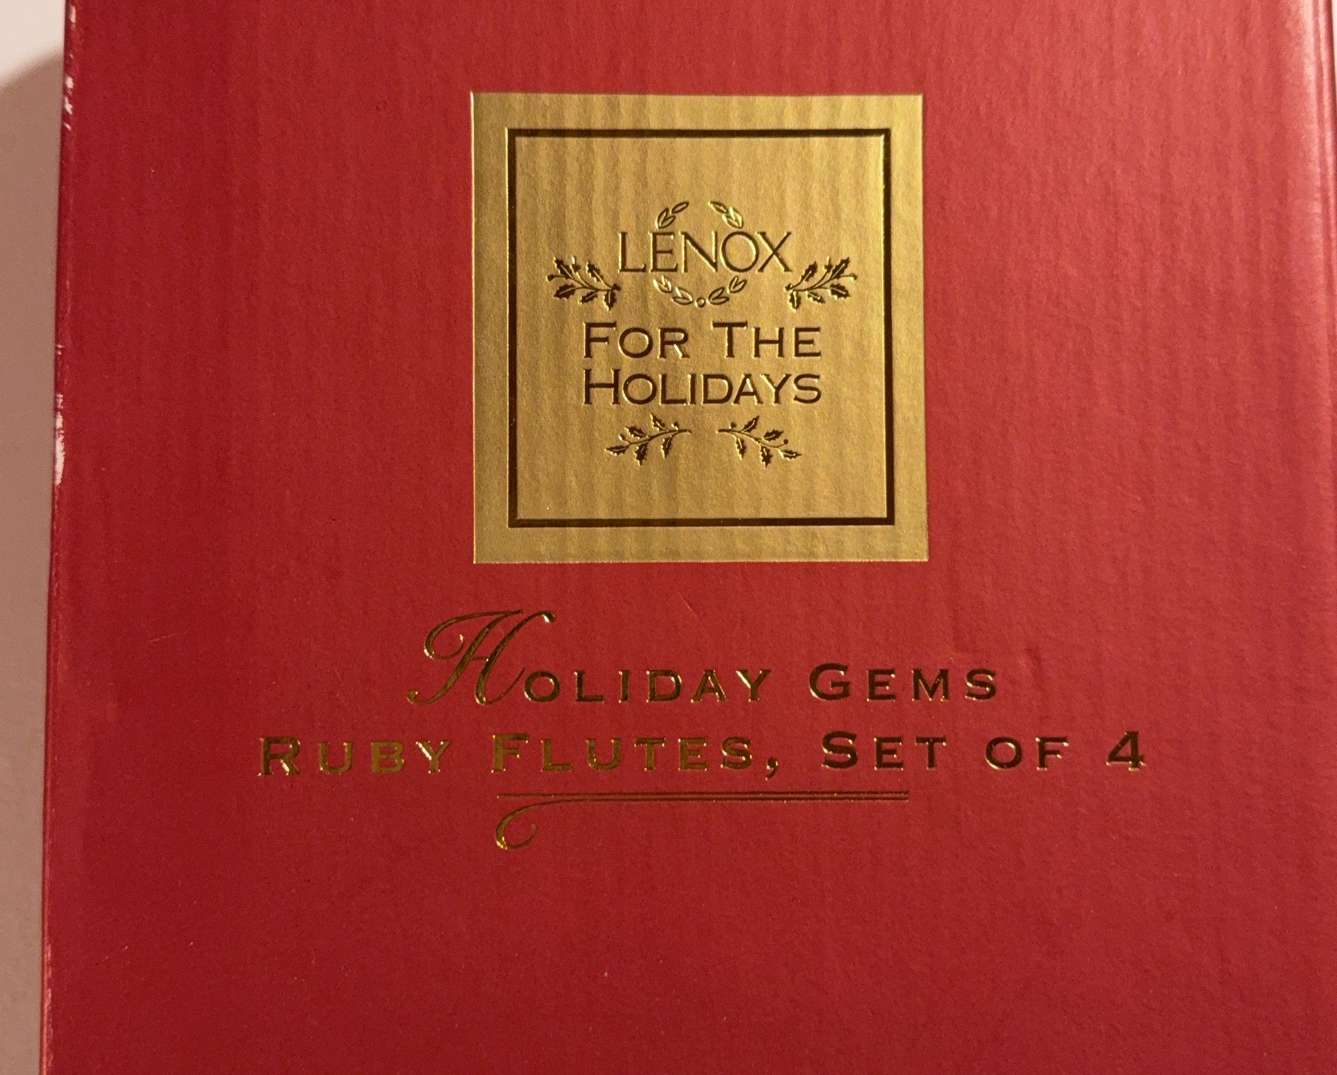 LENOX
FOR THE
HOLIDAYS
HOLIDAY GEMS
RUBY FLUTES, SET OF 4